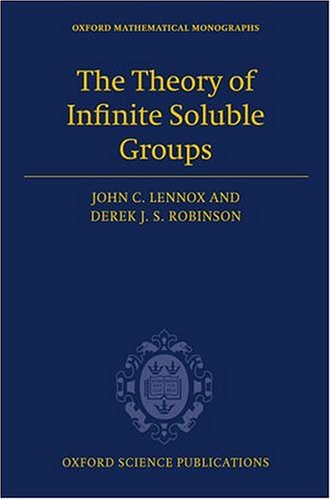 OXFORD MATHEMATICAL MONOGRAPHS
The Theory of
Infinite Soluble
Groups
JOHN C. LENNOX AND
DEREK J. S. ROBINSON
OXFORD SCIENCE PUBLICATIONS